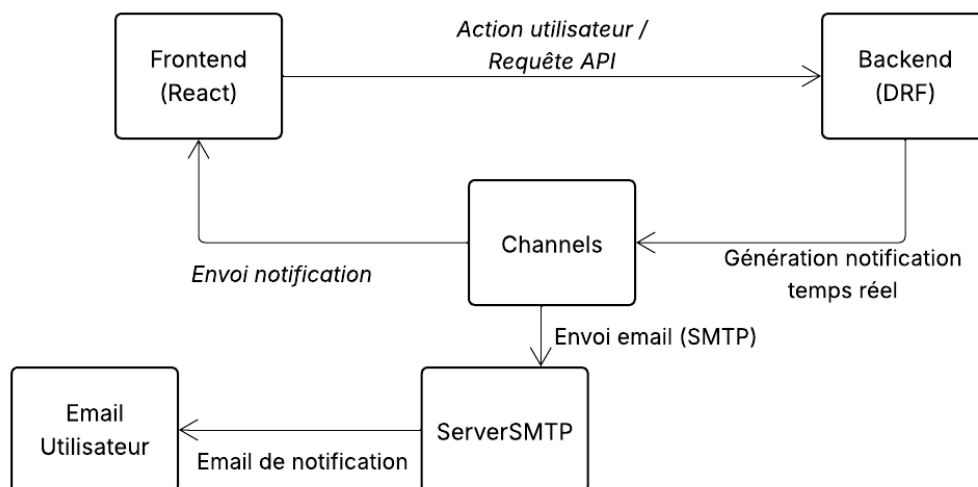 Action utilisateur /
Requête API
Frontend
(React)
Backend
(DRF)
Channels
Envoi notification
Génération notification
temps réel
Envoi email (SMTP)
Email
Utilisateur
ServerSMTP
Email de notification